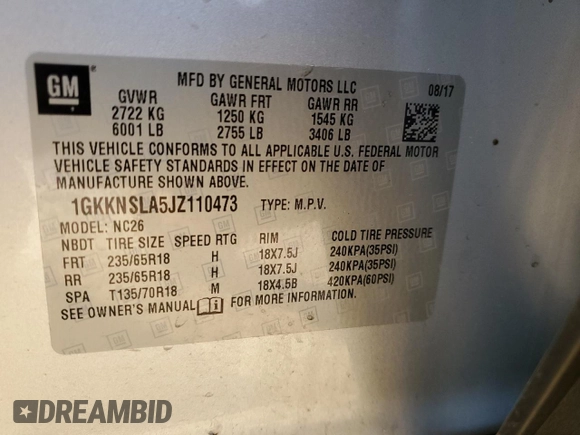 GM
MFD BY GENERAL MOTORS LLC
08/17
GVWR GAWR FRT GAWR RR
2722 KG 1250 KG 1545 KG
6001 LB 2755 LB 3406 LB
THIS VEHICLE CONFORMS TO ALL APPLICABLE U.S. FEDERAL MOTOR
VEHICLE SAFETY STANDARDS IN EFFECT ON THE DATE OF
MANUFACTURE SHOWN ABOVE.
1GKKNSLA5JZ110473 TYPE: M.P.V.
MODEL: NC26
NBDT TIRE SIZE SPEED RTG RIM COLD TIRE PRESSURE
FRT 235/65R18 H 18X7.5J 240KPA(35PSI)
RR 235/65R18 H 18X7.5J 240KPA(35PSI)
SPA T135/70R18 M 18X4.5B 420KPA(60PSI)
SEE OWNER'S MANUAL FOR MORE INFORMATION.
DREAMBID